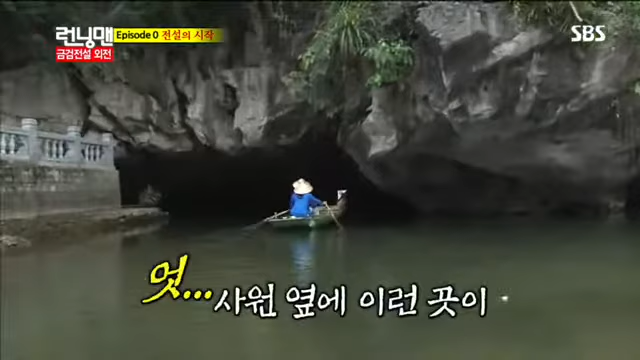 런닝맨
금검전설 외전
Episode 0 전설의 시작
SBS
멋...
사원 옆에 이런 곳이